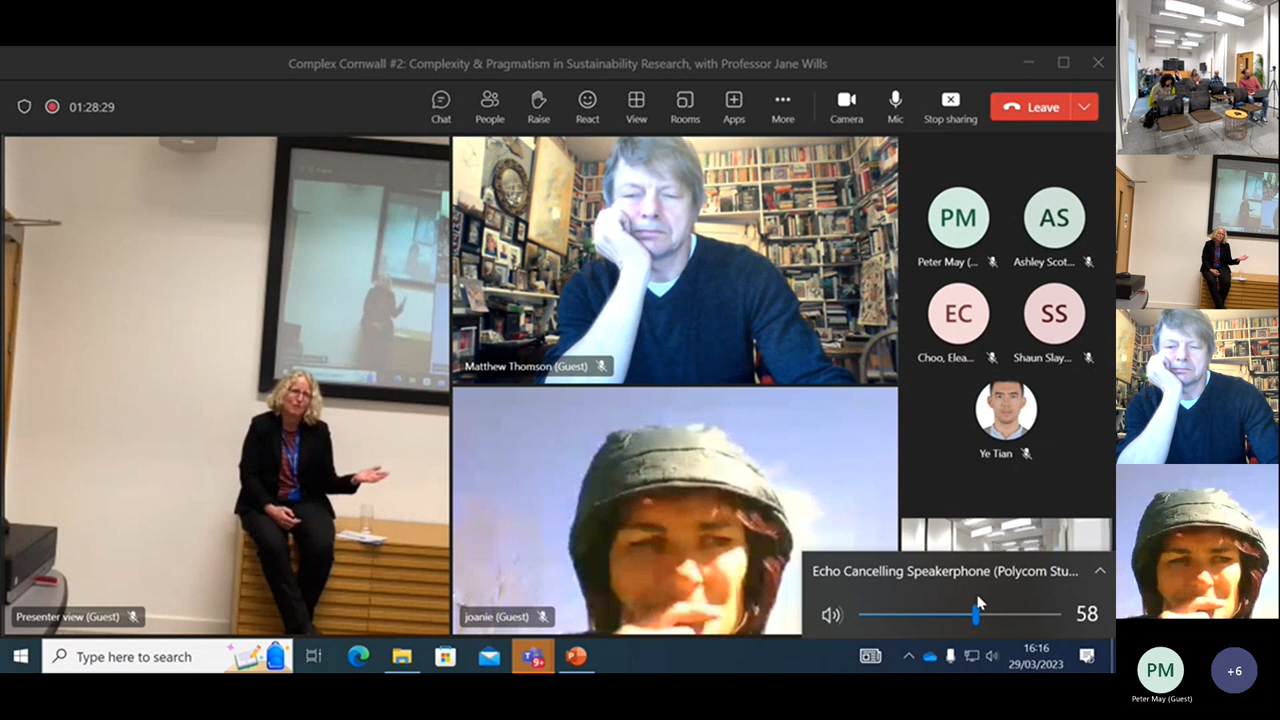 Complex Cornwall #2: Complexity & Pragmatism in Sustainability Research, with Professor Jane Wills
01:28:29
Chat
People
Raise
React
View
Rooms
Apps
More
Camera
Mic
Stop sharing
Leave
PM
AS
Peter May (...
Ashley Scot...
EC
SS
Choo, Elea...
Shaun Slay...
Ye Tian
Matthew Thomson (Guest)
Presenter view (Guest)
joanie (Guest)
Echo Cancelling Speakerphone (Polycom Stu...
58
Type here to search
9+
16:16
29/03/2023
PM
+6
Peter May (Guest)